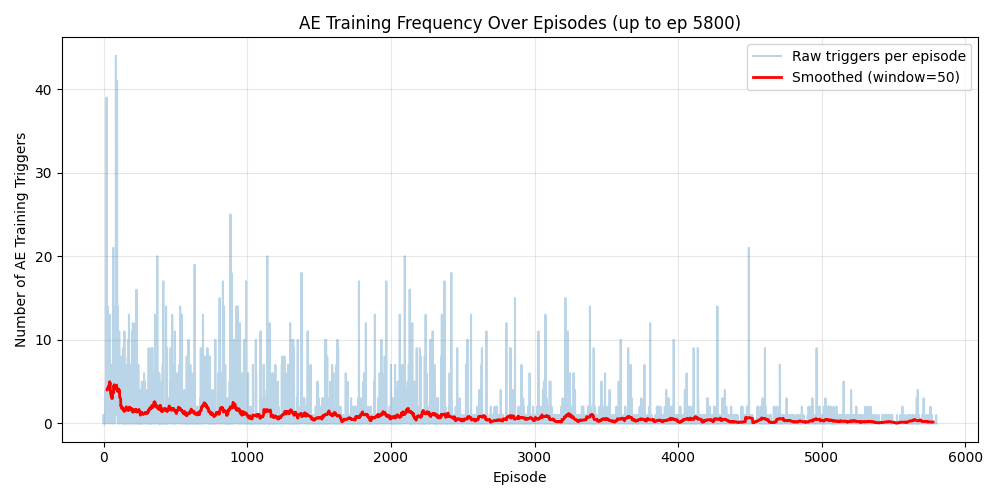 AE Training Frequency Over Episodes (up to ep 5800)
Raw triggers per episode
Smoothed (window=50)
Number of AE Training Triggers
40
30
20
10
0
0 1000 2000 3000 4000 5000 6000
Episode